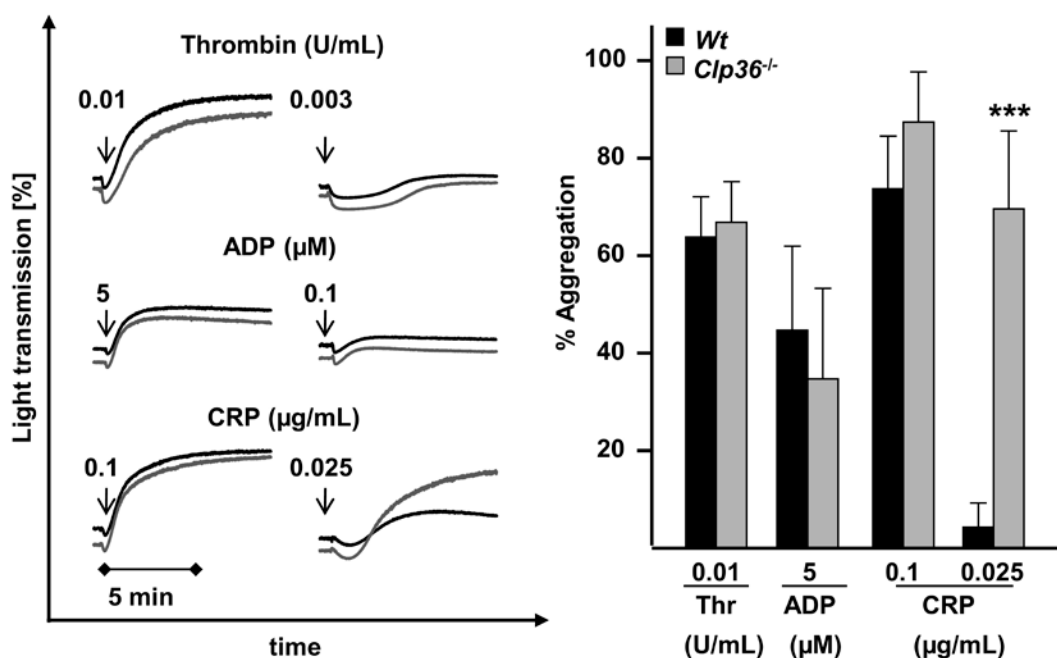 Thrombin (U/mL)
0.01 0.003
ADP (µM)
5 0.1
CRP (µg/mL)
0.1 0.025
5 min
Light transmission [%]
time
Wt
Clp36-/-
***
100
80
60
40
20
% Aggregation
0.01 5 0.1 0.025
Thr ADP CRP
(U/mL) (µM) (µg/mL)